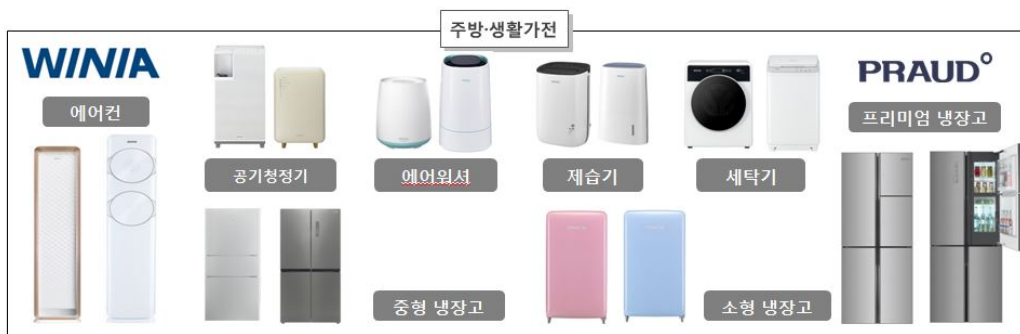 주방·생활가전
WINIA
PRAUD
에어컨
프리미엄 냉장고
공기청정기
에어워셔
제습기
세탁기
중형 냉장고
소형 냉장고